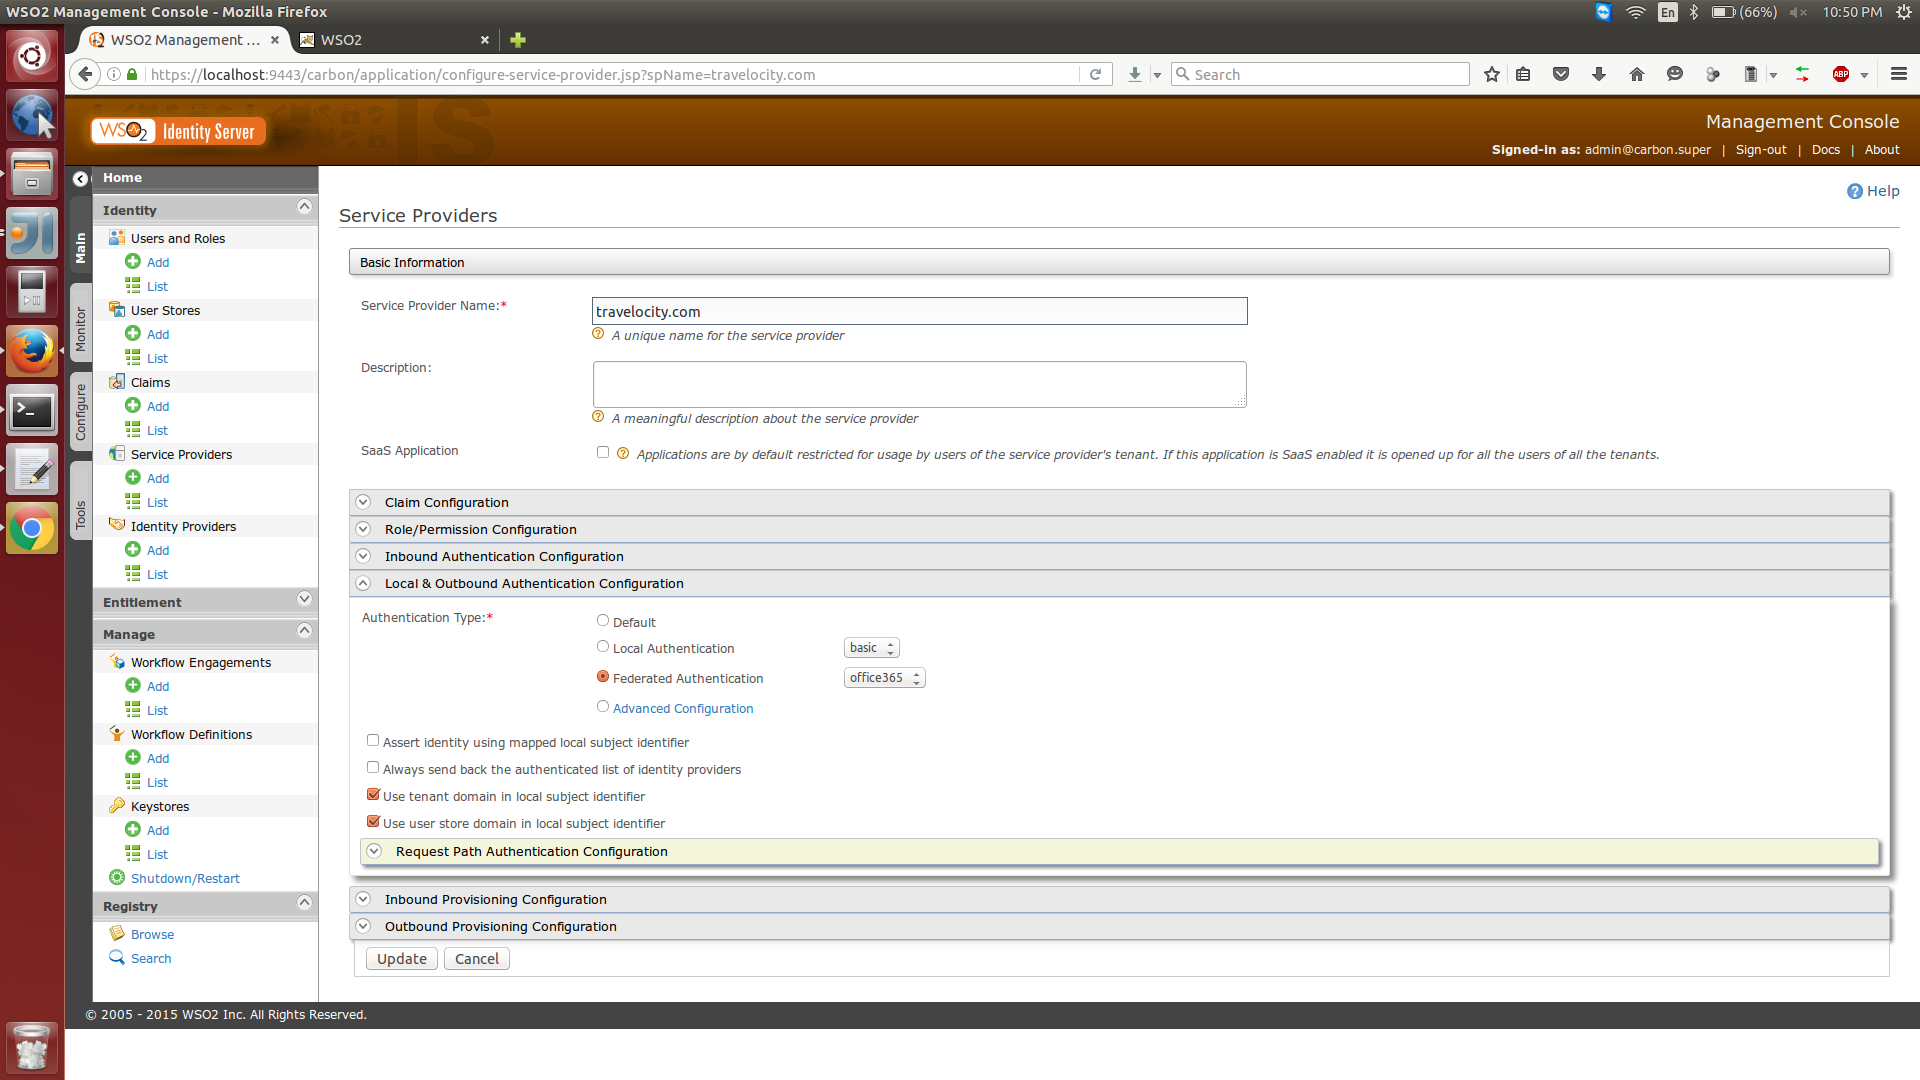 WSO2 Management Console - Mozilla Firefox
En
(66%)
10:50 PM
WSO2 Management ...
WSO2
https://localhost:9443/carbon/application/configure-service-provider.jsp?spName=travelocity.com
Search
ABP
WSO2 Identity Server
IS
Management Console
Signed-in as: admin@carbon.super | Sign-out | Docs | About
Main
Monitor
Configure
Tools
Home
Identity
Users and Roles
Add
List
User Stores
Add
List
Claims
Add
List
Service Providers
Add
List
Identity Providers
Add
List
Entitlement
Manage
Workflow Engagements
Add
List
Workflow Definitions
Add
List
Keystores
Add
List
Shutdown/Restart
Registry
Browse
Search
Help
Service Providers
Basic Information
Service Provider Name:*
travelocity.com
A unique name for the service provider
Description:
A meaningful description about the service provider
SaaS Application
Applications are by default restricted for usage by users of the service provider's tenant. If this application is SaaS enabled it is opened up for all the users of all the tenants.
Claim Configuration
Role/Permission Configuration
Inbound Authentication Configuration
Local & Outbound Authentication Configuration
Authentication Type:*
Default
Local Authentication
basic
Federated Authentication
office365
Advanced Configuration
Assert identity using mapped local subject identifier
Always send back the authenticated list of identity providers
Use tenant domain in local subject identifier
Use user store domain in local subject identifier
Request Path Authentication Configuration
Inbound Provisioning Configuration
Outbound Provisioning Configuration
Update
Cancel
© 2005 - 2015 WSO2 Inc. All Rights Reserved.